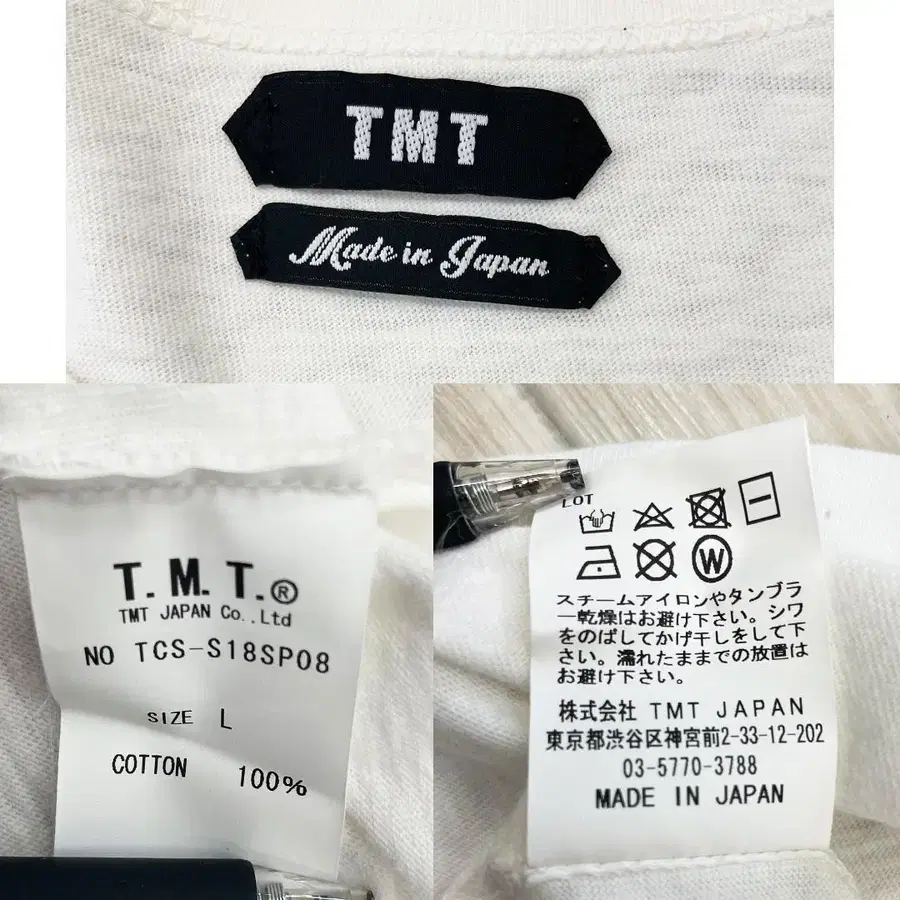 TMT
Made in Japan
T.M.T.®
TMT JAPAN Co.,Ltd
NO TCS-S18SP08
SIZE L
COTTON 100%
LOT
W
スチームアイロンやタンブラ
ー乾燥はお避け下さい。シワ
をのばしてかげ干しをして下
さい。濡れたままでの放置は
お避け下さい。
株式会社 TMT JAPAN
東京都渋谷区神宮前2-33-12-202
03-5770-3788
MADE IN JAPAN